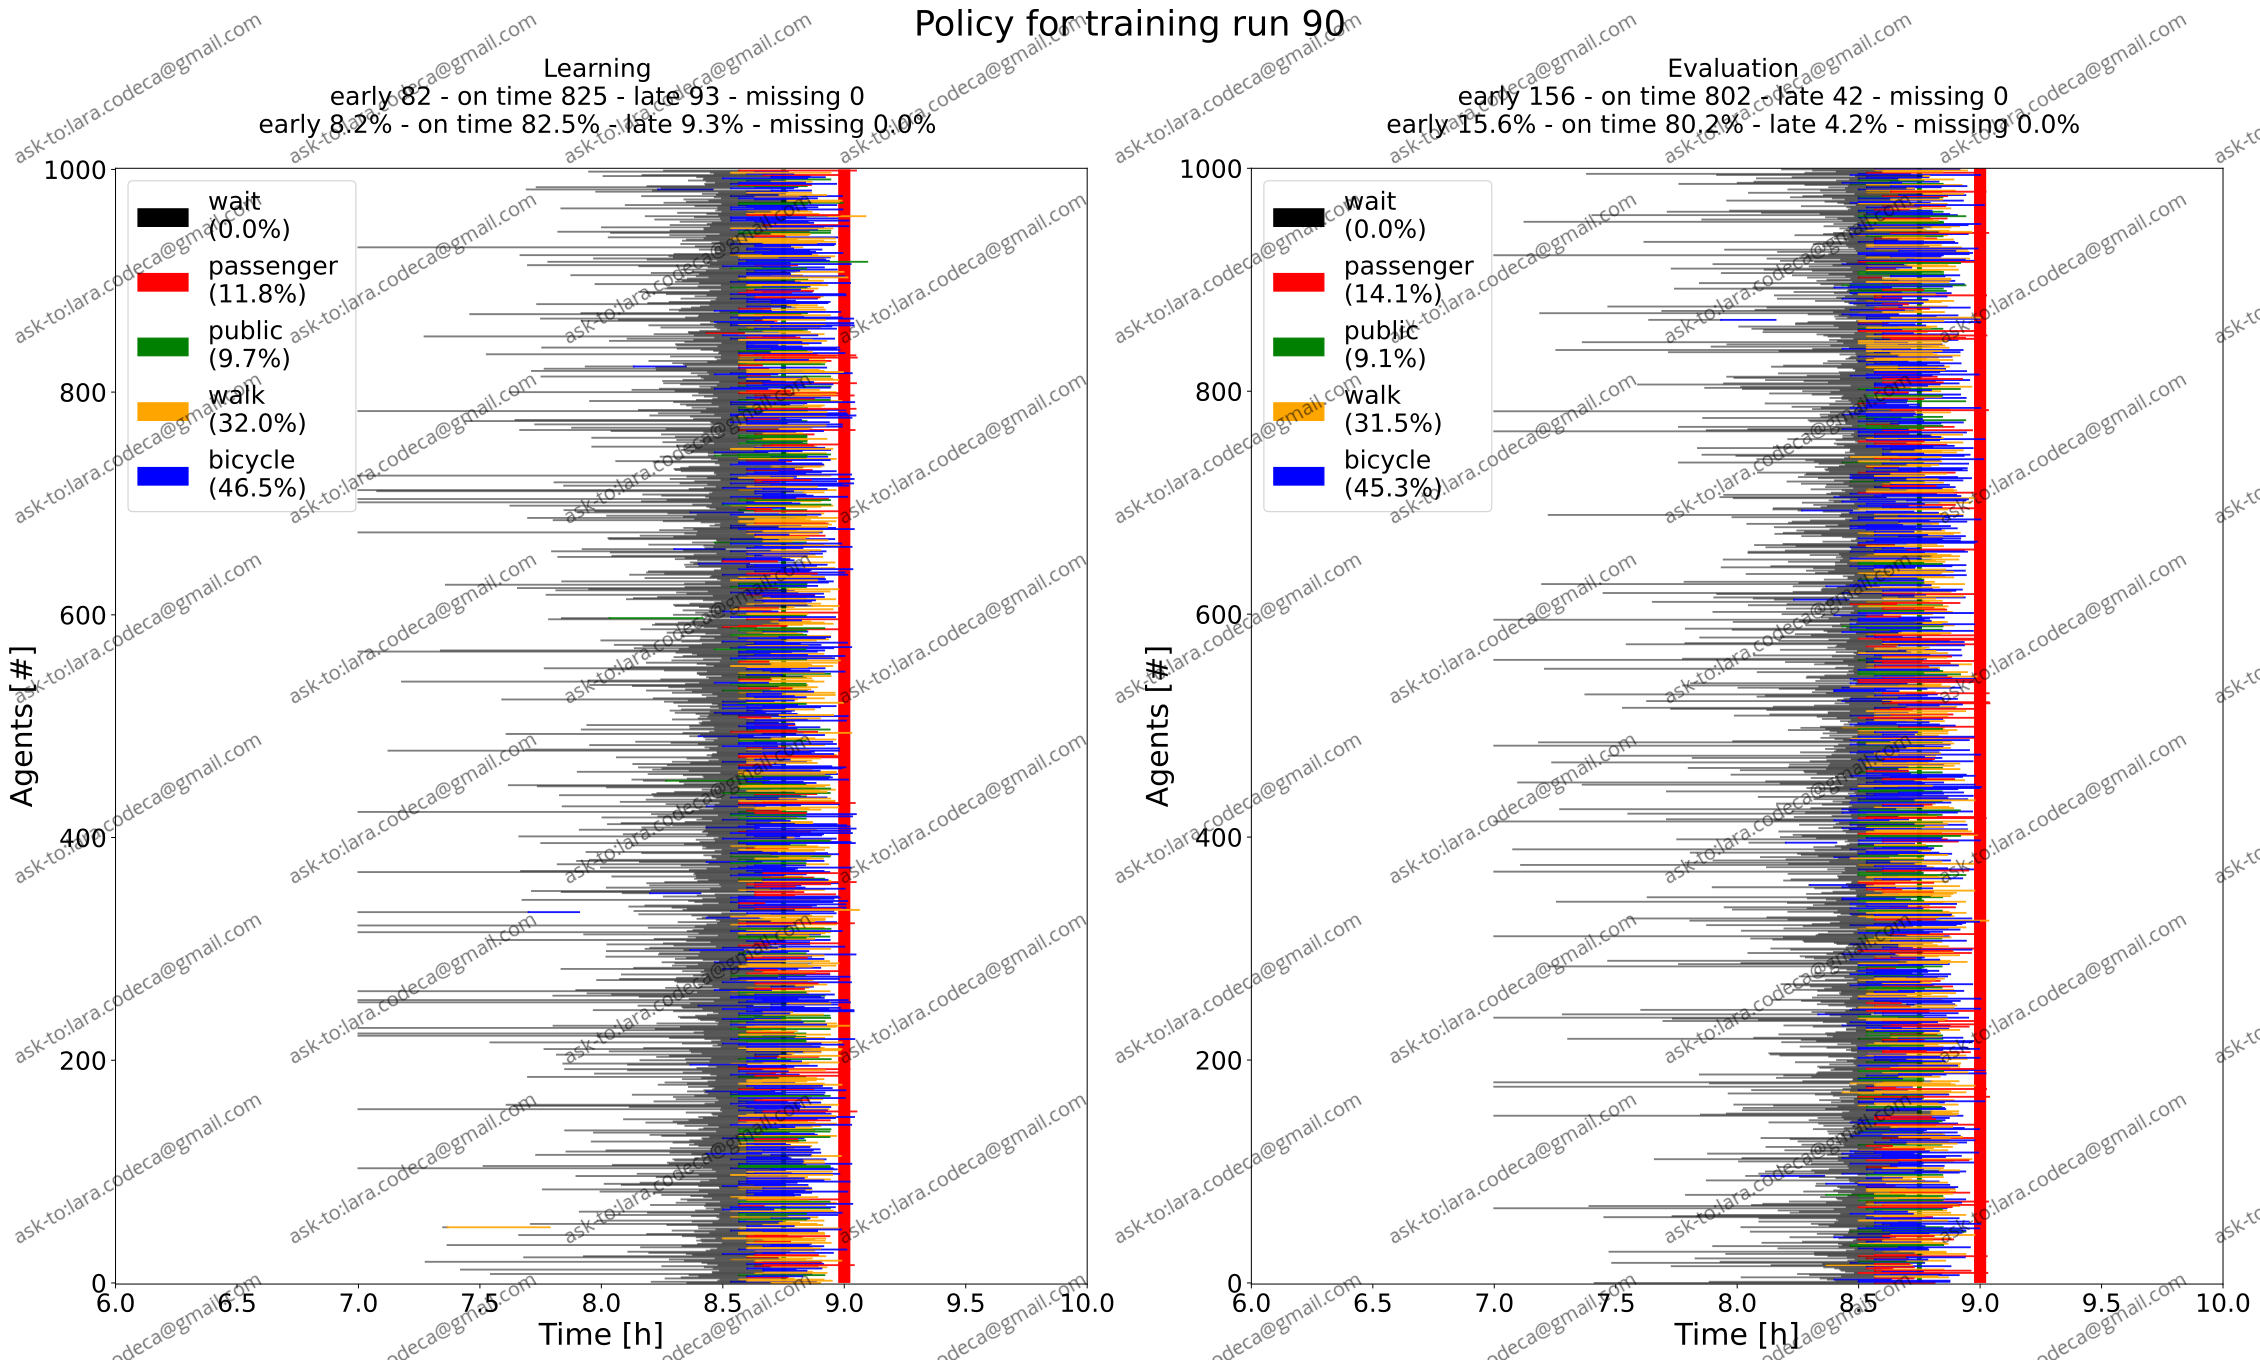 Policy for training run 90
Learning
early 82 - on time 825 - late 93 - missing 0
early 8.2% - on time 82.5% - late 9.3% - missing 0.0%
1000
800
600
400
200
0
Agents [#]
wait
(0.0%)
passenger
(11.8%)
public
(9.7%)
walk
(32.0%)
bicycle
(46.5%)
6.0 6.5 7.0 7.5 8.0 8.5 9.0 9.5 10.0
Time [h]
Evaluation
early 156 - on time 802 - late 42 - missing 0
early 15.6% - on time 80.2% - late 4.2% - missing 0.0%
1000
800
600
400
200
0
Agents [#]
wait
(0.0%)
passenger
(14.1%)
public
(9.1%)
walk
(31.5%)
bicycle
(45.3%)
6.0 6.5 7.0 7.5 8.0 8.5 9.0 9.5 10.0
Time [h]
ask-to:lara.codeca@gmail.com